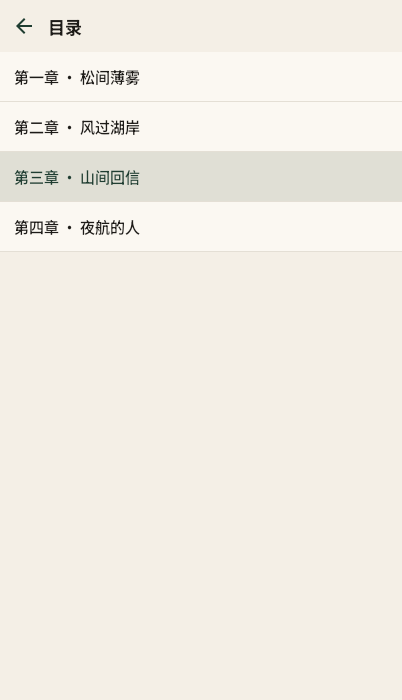 目录
第一章 • 松间薄雾
第二章 • 风过湖岸
第三章 • 山间回信
第四章 • 夜航的人